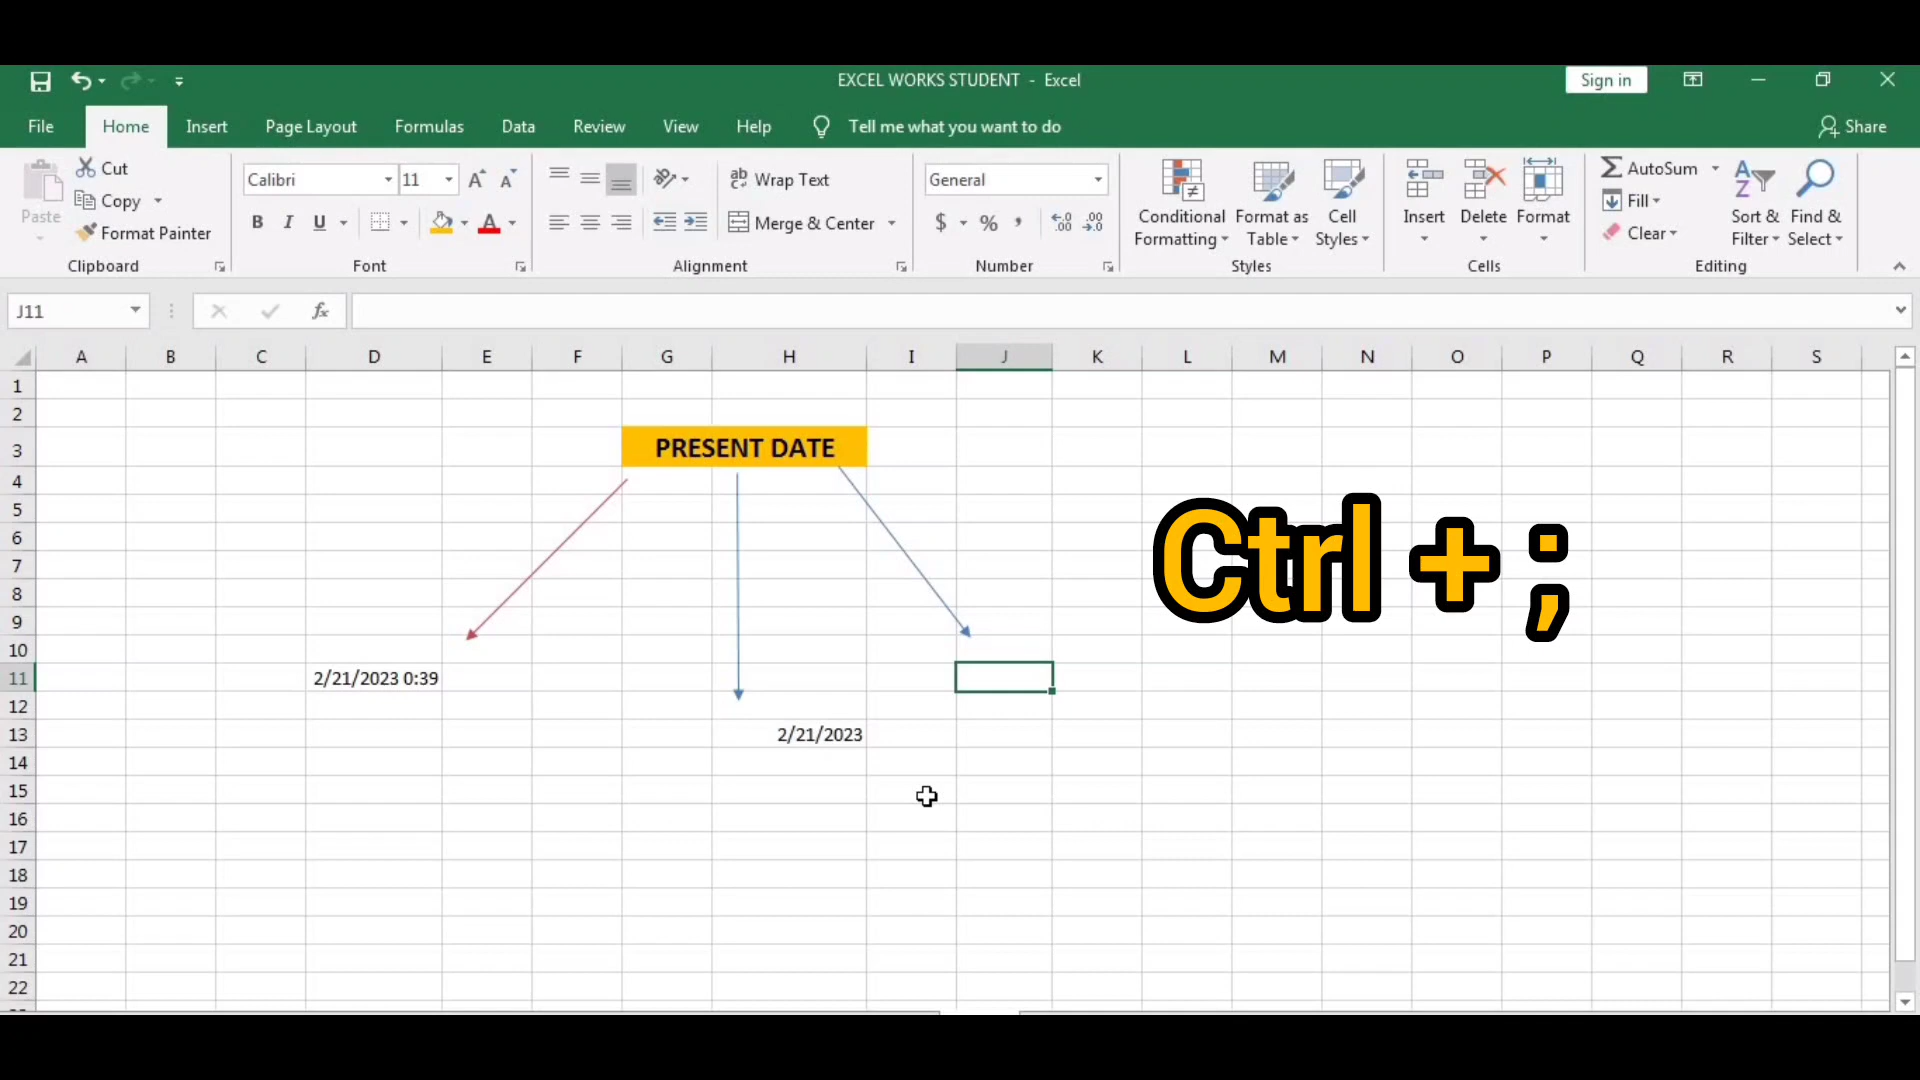 EXCEL WORKS STUDENT - Excel
Sign in
File Home Insert Page Layout Formulas Data Review View Help Tell me what you want to do Share
Paste
Cut
Copy
Format Painter
Clipboard
Calibri 11
B I U A
Font
Wrap Text
Merge & Center
Alignment
General
$ % ,
Number
Conditional Formatting
Format as Table
Cell Styles
Styles
Insert Delete Format
Cells
AutoSum
Fill
Clear
Sort & Filter
Find & Select
Editing
J11
fx
A B C D E F G H I J K L M N O P Q R S
1
2
3 PRESENT DATE
4
5
6
7
8
9
10
11 2/21/2023 0:39
12
13 2/21/2023
14
15
16
17
18
19
20
21
22
Ctrl + ;